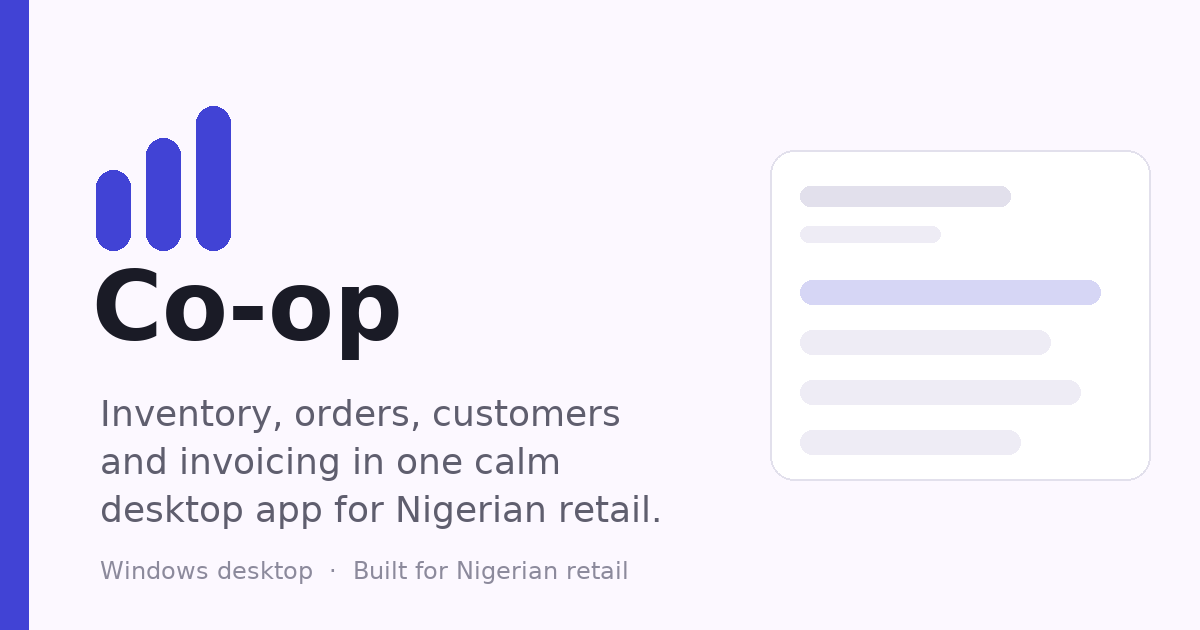 Co-op
Inventory, orders, customers
and invoicing in one calm
desktop app for Nigerian retail.
Windows desktop · Built for Nigerian retail